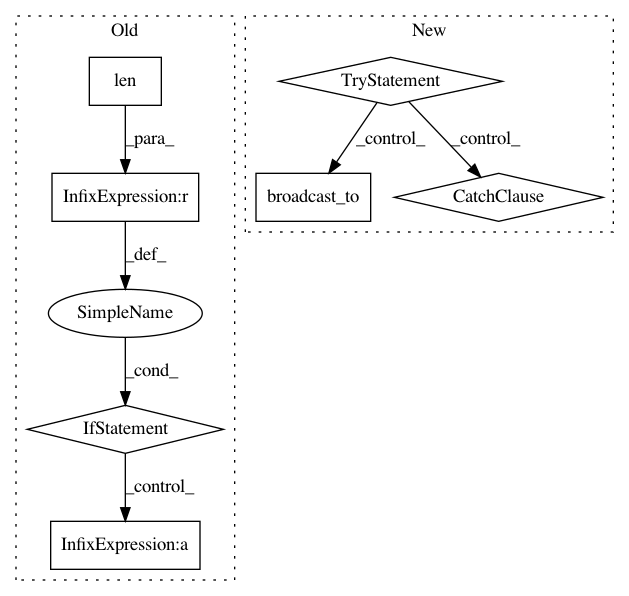 Old
len
_para_
InfixExpression:r
_def_
SimpleName
_cond_
IfStatement
_control_
InfixExpression:a
New
TryStatement
_control_
_control_
broadcast_to
CatchClause